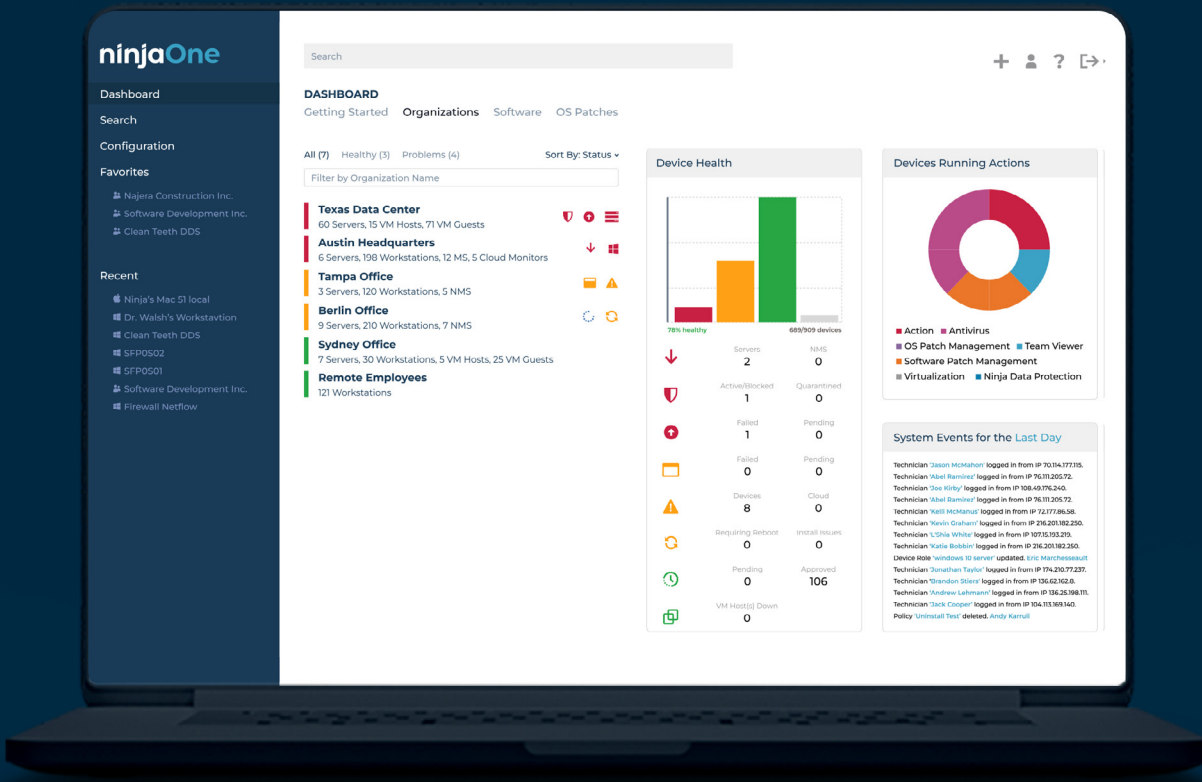 ninjaOne
Dashboard
Search
Configuration
Favorites
Najera Construction Inc.
Software Development Inc.
Clean Teeth DDS
Recent
Ninja's Mac 51 local
Dr. Walsh's Workstavtion
Clean Teeth DDS
SFP0S02
SFP0S01
Software Development Inc.
Firewall Netflow
Search
+ ?
DASHBOARD
Getting Started Organizations Software OS Patches
All (7) Healthy (3) Problems (4) Sort By: Status
Filter by Organization Name
Texas Data Center
60 Servers, 15 VM Hosts, 71 VM Guests
Austin Headquarters
6 Servers, 198 Workstations, 12 MS, 5 Cloud Monitors
Tampa Office
3 Servers, 120 Workstations, 5 NMS
Berlin Office
9 Servers, 210 Workstations, 7 NMS
Sydney Office
7 Servers, 30 Workstations, 5 VM Hosts, 25 VM Guests
Remote Employees
121 Workstations
Device Health
78% healthy 689/909 devices
Servers NMS
2 0
Active/Blocked Quarantined
1 0
Failed Pending
1 0
Failed Pending
0 0
Devices Cloud
8 0
Requiring Reboot Install Issues
0 0
Pending Approved
0 106
VM Host(s) Down
0
Devices Running Actions
Action Antivirus
OS Patch Management Team Viewer
Software Patch Management
Virtualization Ninja Data Protection
System Events for the Last Day
Technician 'Jason McMahon' logged in from IP 70.114.177.115.
Technician 'Abel Ramirez' logged in from IP 76.111.205.72.
Technician 'Joe Kirby' logged in from IP 108.49.176.240.
Technician 'Abel Ramirez' logged in from IP 76.111.205.72.
Technician 'Kelli McManus' logged in from IP 72.177.86.58.
Technician 'Kevin Graham' logged in from IP 216.201.182.250.
Technician 'L'Shia White' logged in from IP 107.15.193.219.
Technician 'Katie Bobbin' logged in from IP 216.201.182.250.
Device Role 'windows 10 server' updated. Eric Marchesseault
Technician 'Jonathan Taylor' logged in from IP 174.210.77.237.
Technician 'Brandon Stiers' logged in from IP 136.62.162.0.
Technician 'Andrew Lehmann' logged in from IP 136.25.198.111.
Technician 'Jack Cooper' logged in from IP 104.113.169.140.
Policy 'Uninstall Test' deleted. Andy Karrull